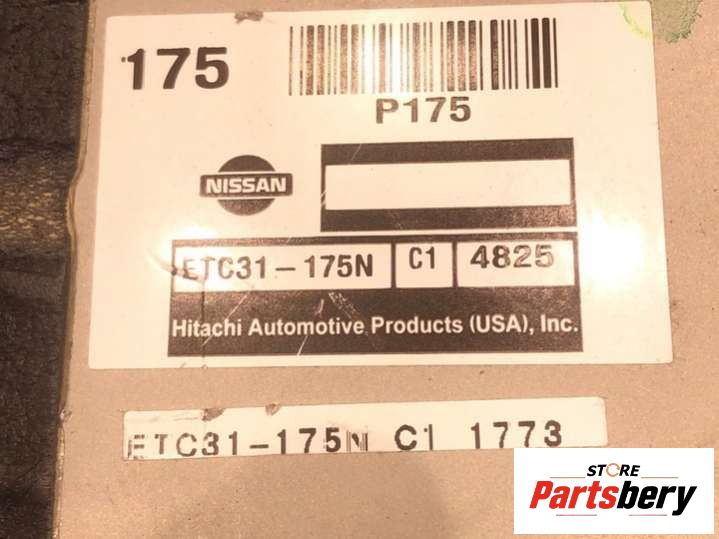 175
P175
NISSAN
ETC31-175N C1 4825
Hitachi Automotive Products (USA), Inc.
ETC31-175N C1 1773
STORE
Partsbery